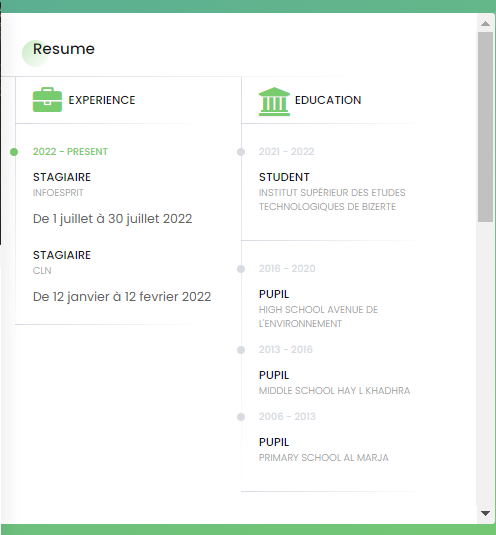 Resume
EXPERIENCE
2022 - PRESENT
STAGIAIRE
INFOESPRIT
De 1 juillet à 30 juillet 2022
STAGIAIRE
CLN
De 12 janvier à 12 fevrier 2022
EDUCATION
2021 - 2022
STUDENT
INSTITUT SUPÉRIEUR DES ETUDES
TECHNOLOGIQUES DE BIZERTE
2016 - 2020
PUPIL
HIGH SCHOOL AVENUE DE
L'ENVIRONNEMENT
2013 - 2016
PUPIL
MIDDLE SCHOOL HAY L KHADHRA
2006 - 2013
PUPIL
PRIMARY SCHOOL AL MARJA